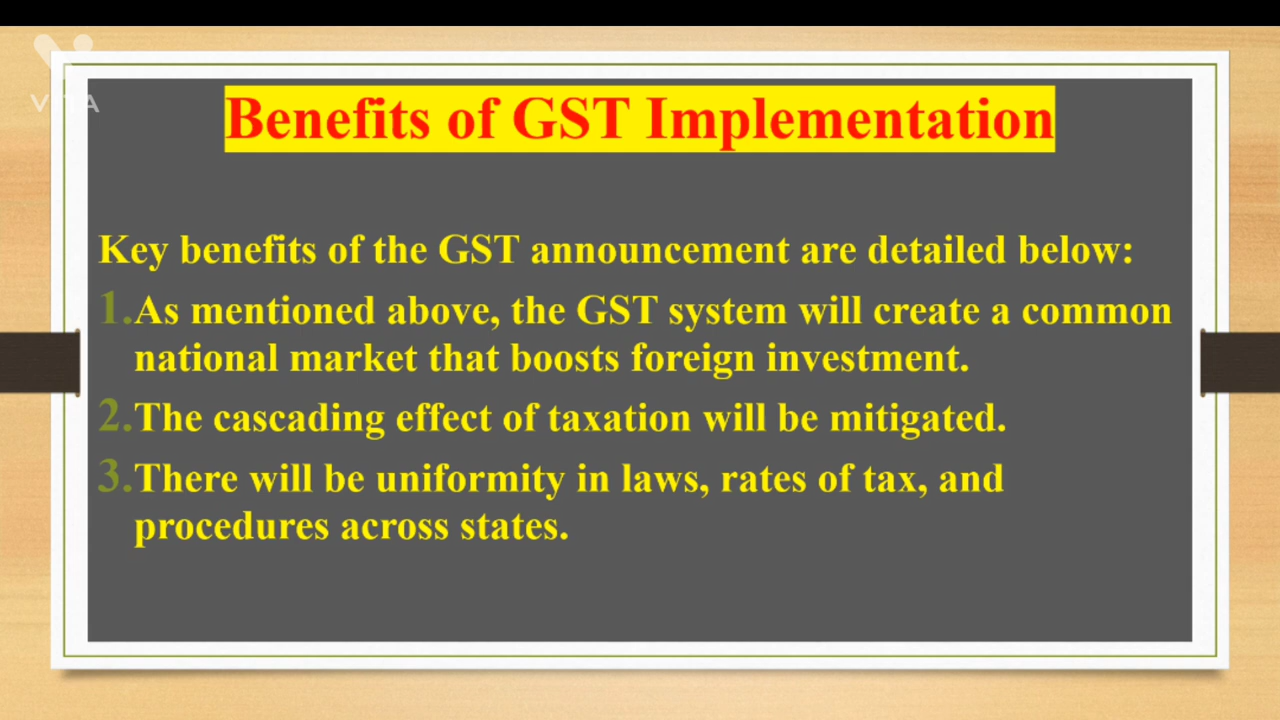 VITA
Benefits of GST Implementation
Key benefits of the GST announcement are detailed below:
1.As mentioned above, the GST system will create a common
national market that boosts foreign investment.
2.The cascading effect of taxation will be mitigated.
3.There will be uniformity in laws, rates of tax, and
procedures across states.